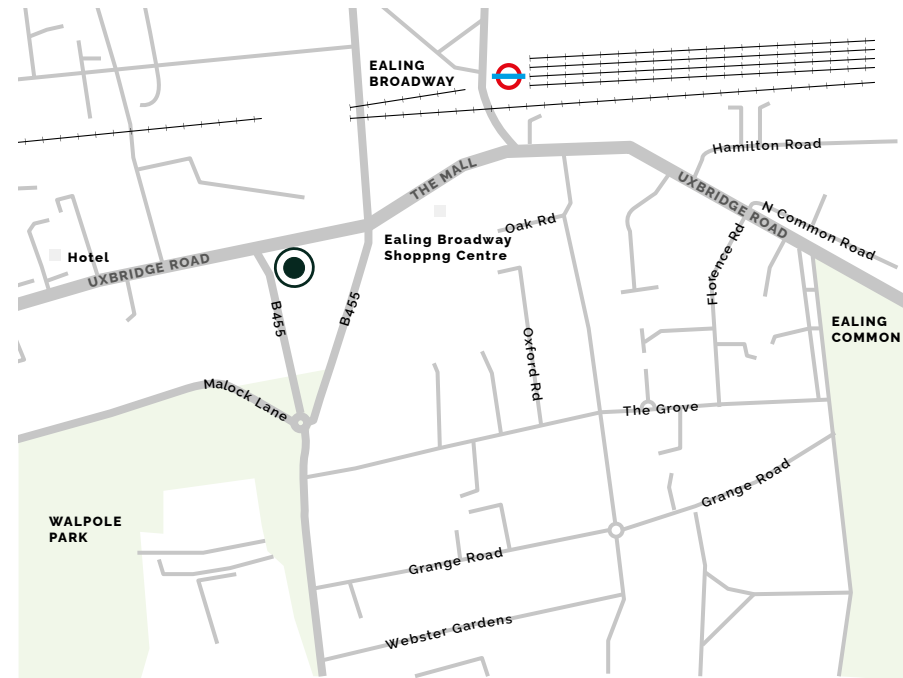 EALING
BROADWAY
Hamilton Road
THE MALL
UXBRIDGE ROAD
N Common Road
Oak Rd
Ealing Broadway
Shoppng Centre
Hotel
UXBRIDGE ROAD
Florence Rd
B455
B455
EALING
COMMON
Oxford Rd
Malock Lane
The Grove
Grange Road
WALPOLE
PARK
Grange Road
Webster Gardens